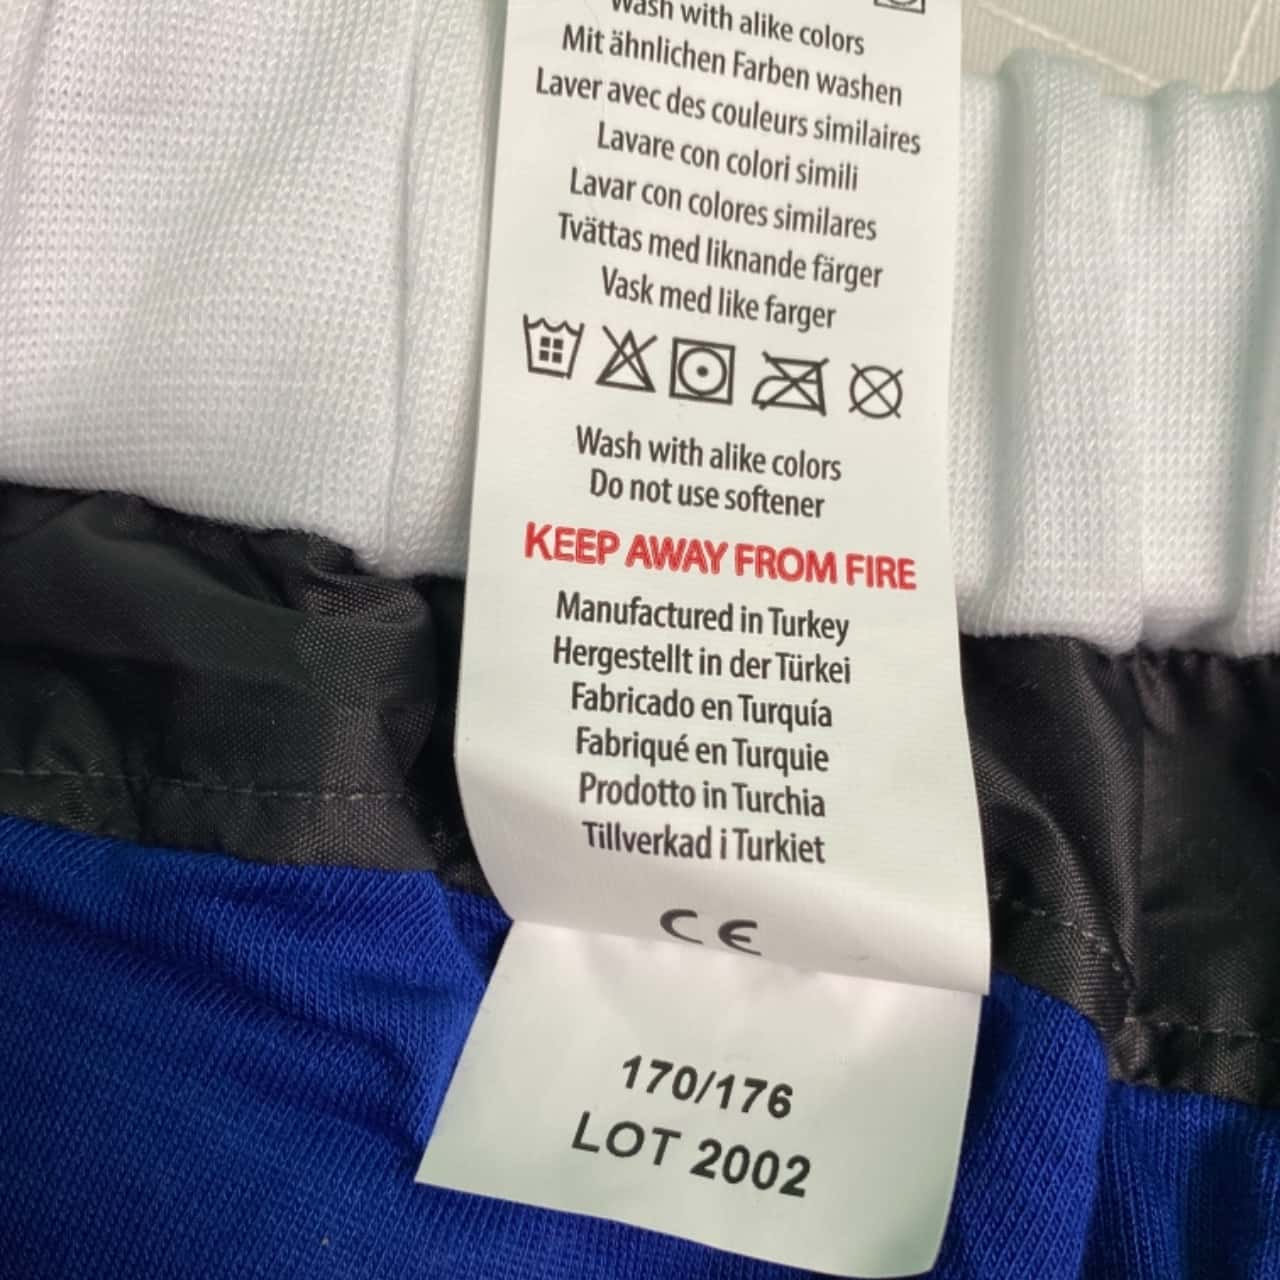 Wash with alike colors
Mit ähnlichen Farben washen
Laver avec des couleurs similaires
Lavare con colori simili
Lavar con colores similares
Tvättas med liknande färger
Vask med like farger
Wash with alike colors
Do not use softener
KEEP AWAY FROM FIRE
Manufactured in Turkey
Hergestellt in der Türkei
Fabricado en Turquía
Fabriqué en Turquie
Prodotto in Turchia
Tillverkad i Turkiet
CE
170/176
LOT 2002